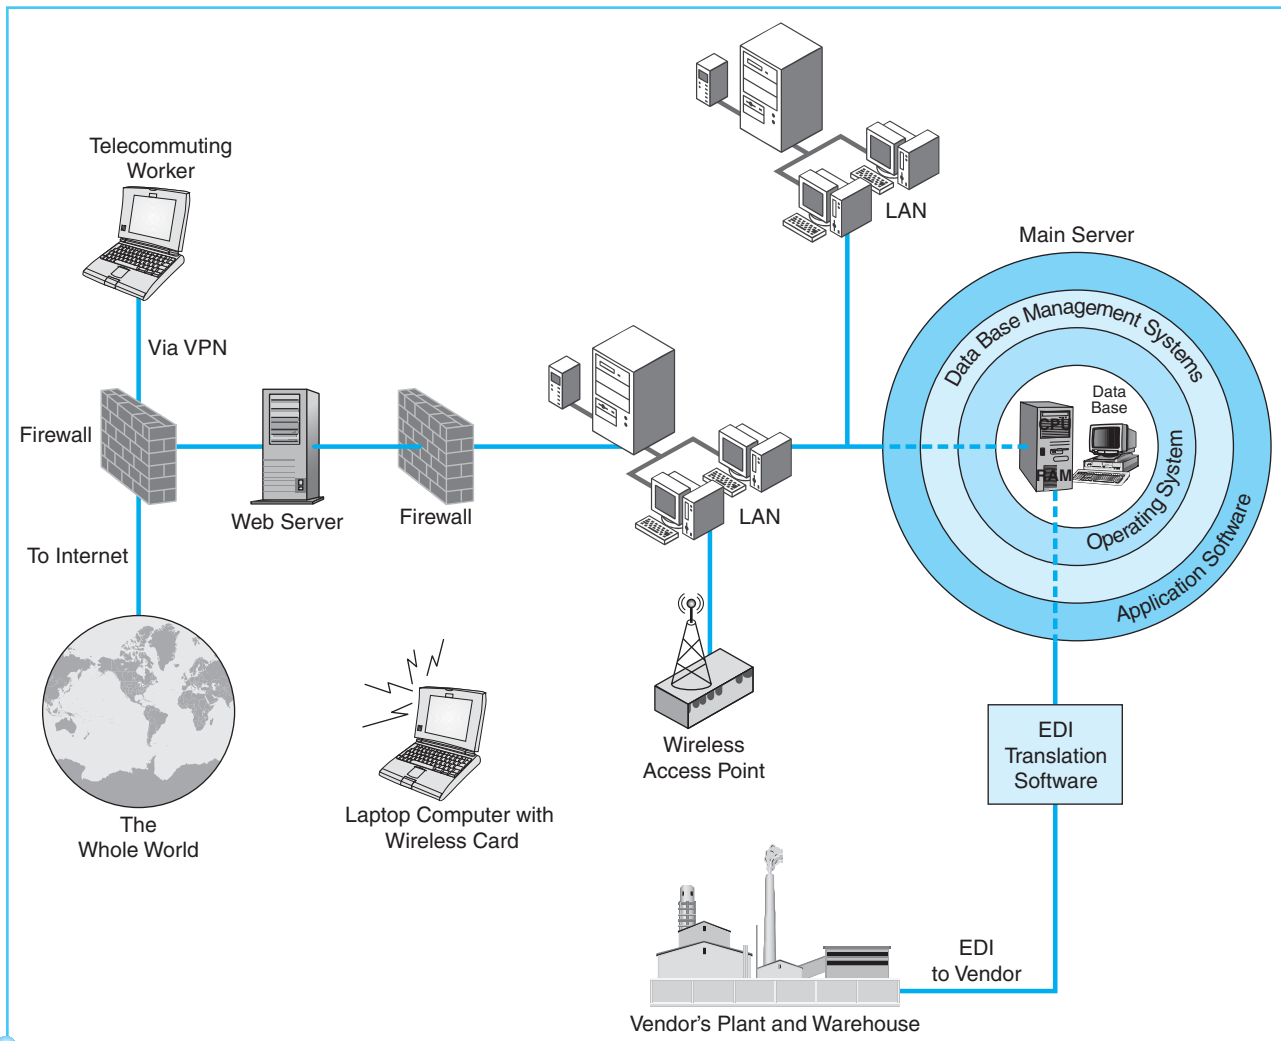 Telecommuting
Worker
Via VPN
Firewall
Web Server
Firewall
To Internet
The
Whole World
Laptop Computer with
Wireless Card
LAN
LAN
Wireless
Access Point
Main Server
Data Base Management Systems
Data
Base
CPU
RAM
Operating System
Application Software
EDI
Translation
Software
EDI
to Vendor
Vendor's Plant and Warehouse